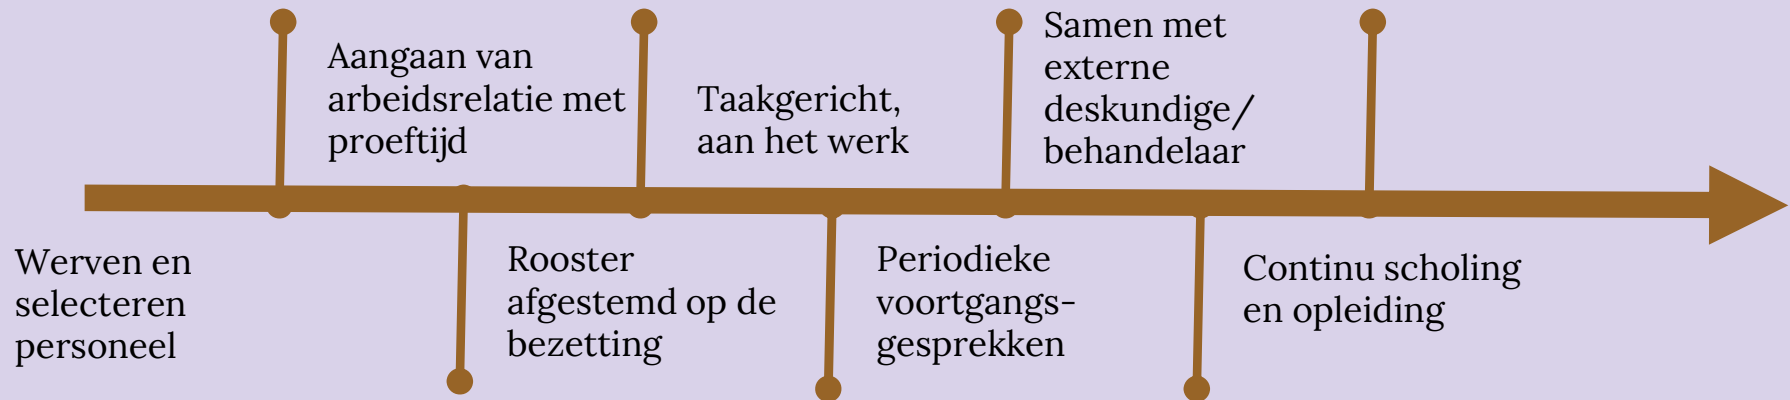 Werven en
selecteren
personeel
Aangaan van
arbeidsrelatie met
proeftijd
Rooster
afgestemd op de
bezetting
Taakgericht,
aan het werk
Periodieke
voortgangs-
gesprekken
Samen met
externe
deskundige/
behandelaar
Continu scholing
en opleiding